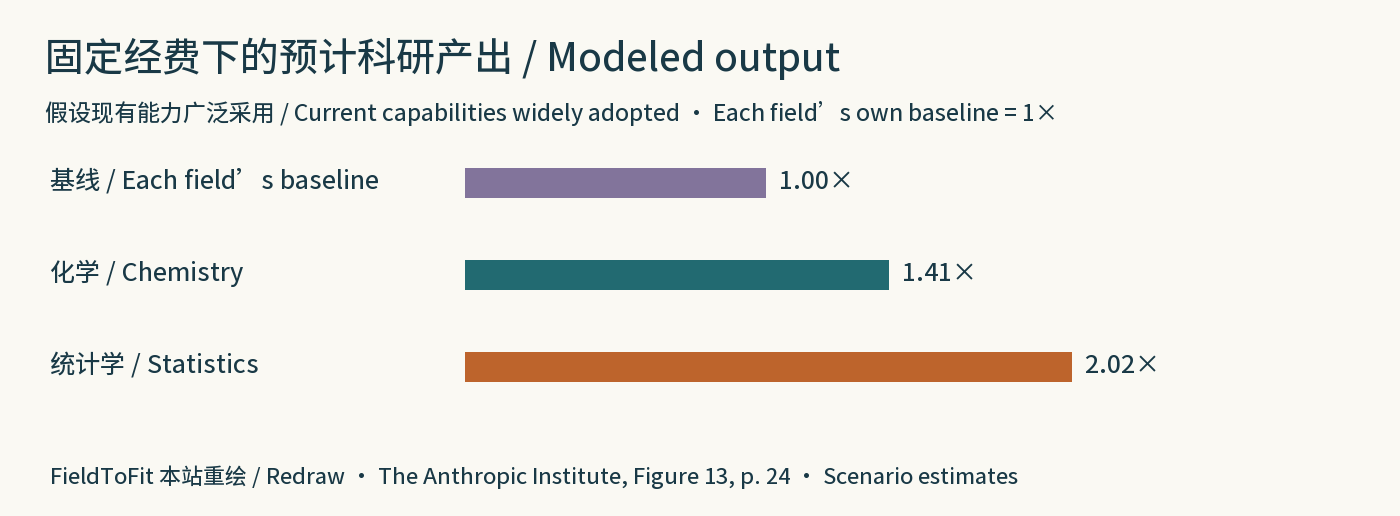 固定经费下的预计科研产出 / Modeled output
假设现有能力广泛采用 / Current capabilities widely adopted · Each field’s own baseline = 1×
基线 / Each field’s baseline 1.00×
化学 / Chemistry 1.41×
统计学 / Statistics 2.02×
FieldToFit 本站重绘 / Redraw · The Anthropic Institute, Figure 13, p. 24 · Scenario estimates